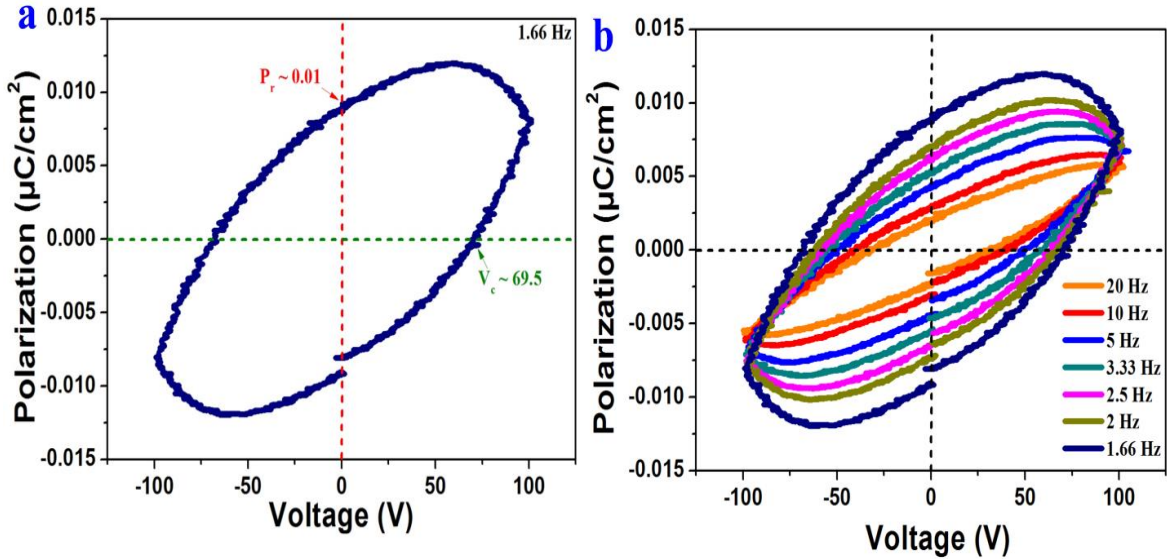 a
1.66 Hz
P_r ~ 0.01
V_c ~ 69.5
0.015
0.010
0.005
0.000
-0.005
-0.010
-0.015
-100
-50
0
50
100
Polarization (µC/cm²)
Voltage (V)
b
0.015
0.010
0.005
0.000
-0.005
-0.010
-0.015
-100
-50
0
50
100
Polarization (µC/cm²)
Voltage (V)
20 Hz
10 Hz
5 Hz
3.33 Hz
2.5 Hz
2 Hz
1.66 Hz